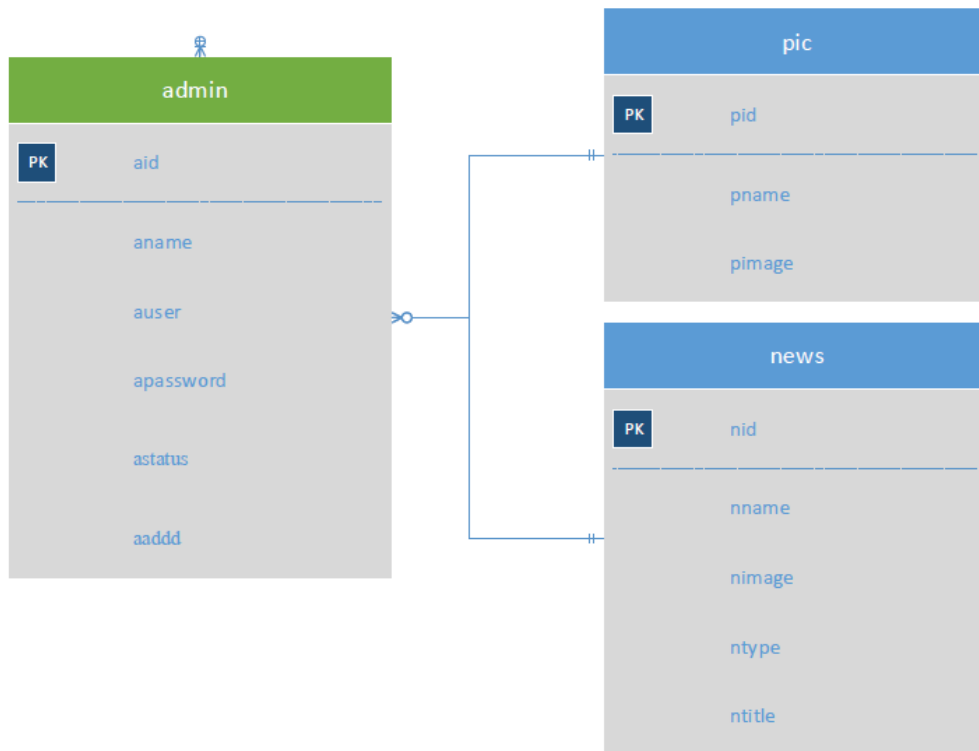 admin
PK aid
aname
auser
apassword
astatus
aaddd
pic
PK pid
pname
pimage
news
PK nid
nname
nimage
ntype
ntitle